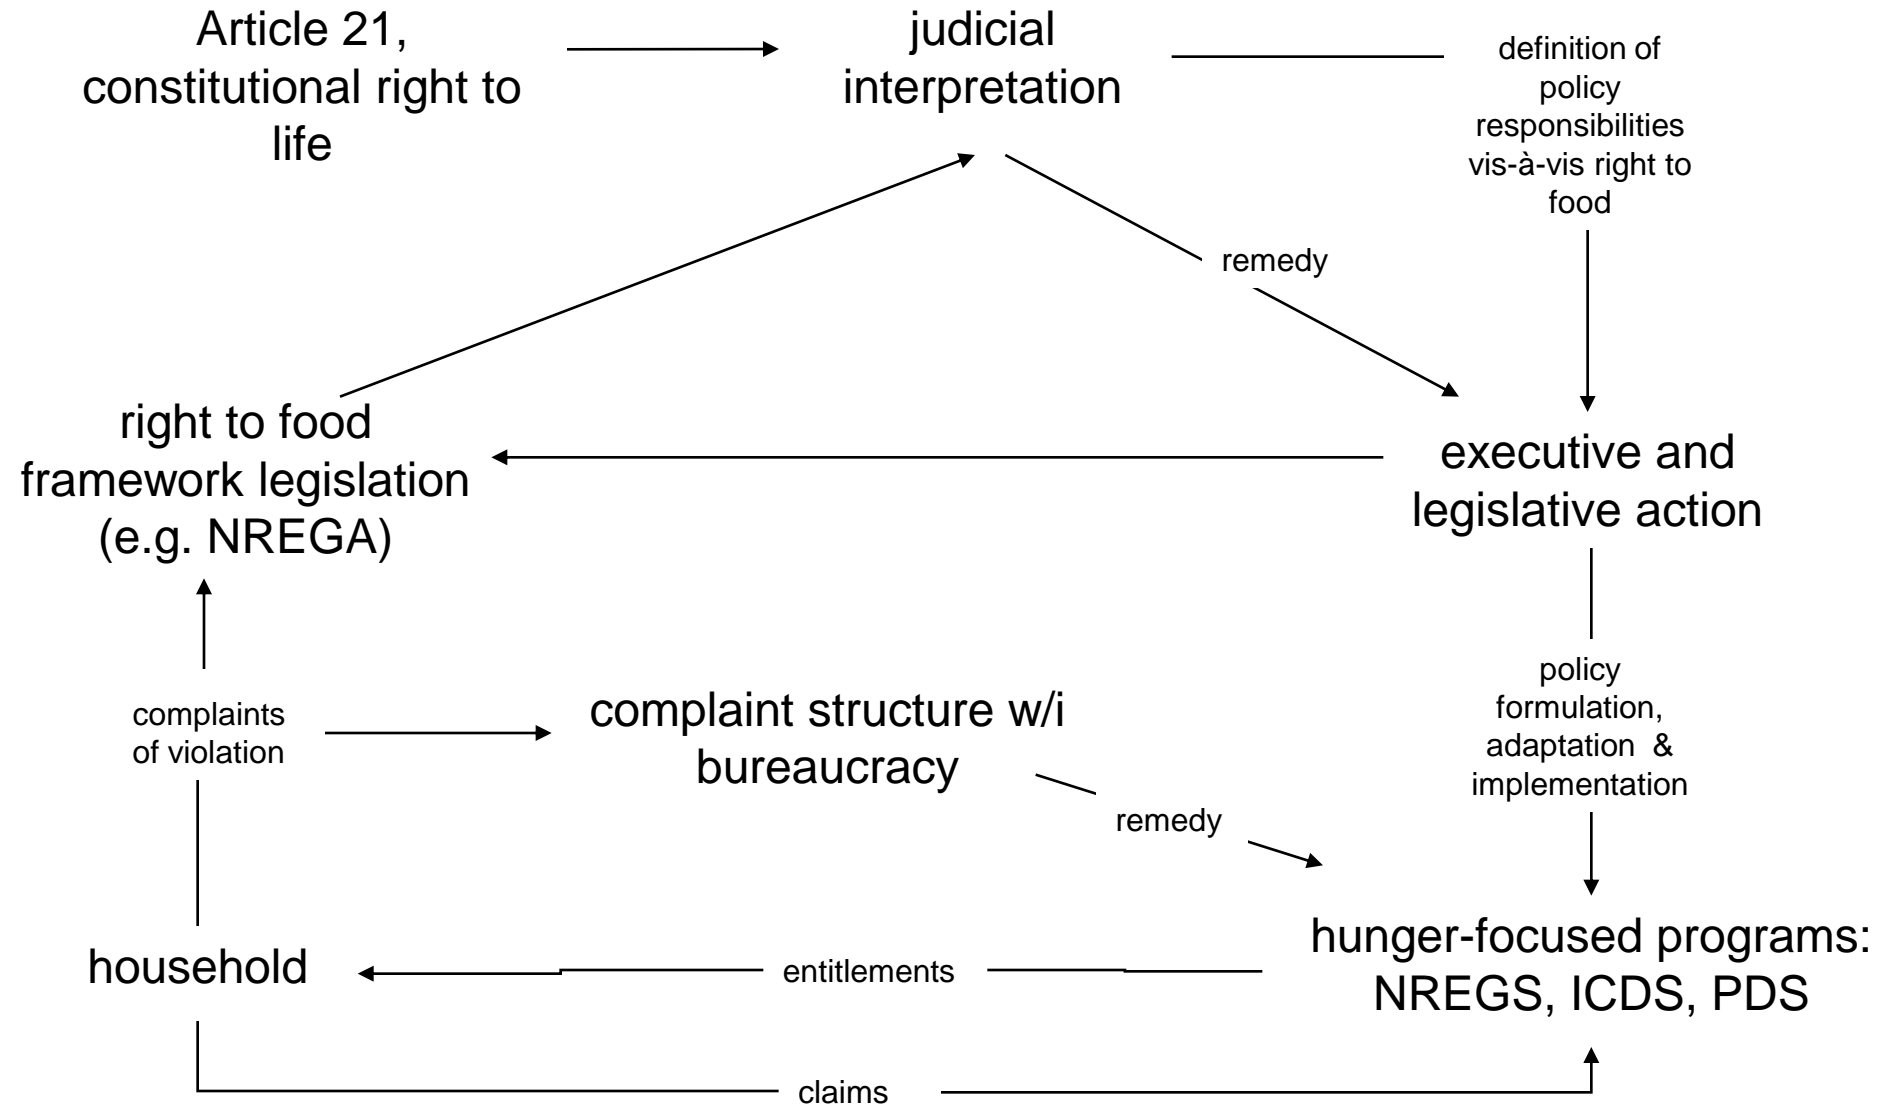 Article 21,
constitutional right to
life
judicial
interpretation
definition of
policy
responsibilities
vis-à-vis right to
food
remedy
right to food
framework legislation
(e.g. NREGA)
executive and
legislative action
complaints
of violation
complaint structure w/i
bureaucracy
policy
formulation,
adaptation &
implementation
remedy
household
entitlements
hunger-focused programs:
NREGS, ICDS, PDS
claims